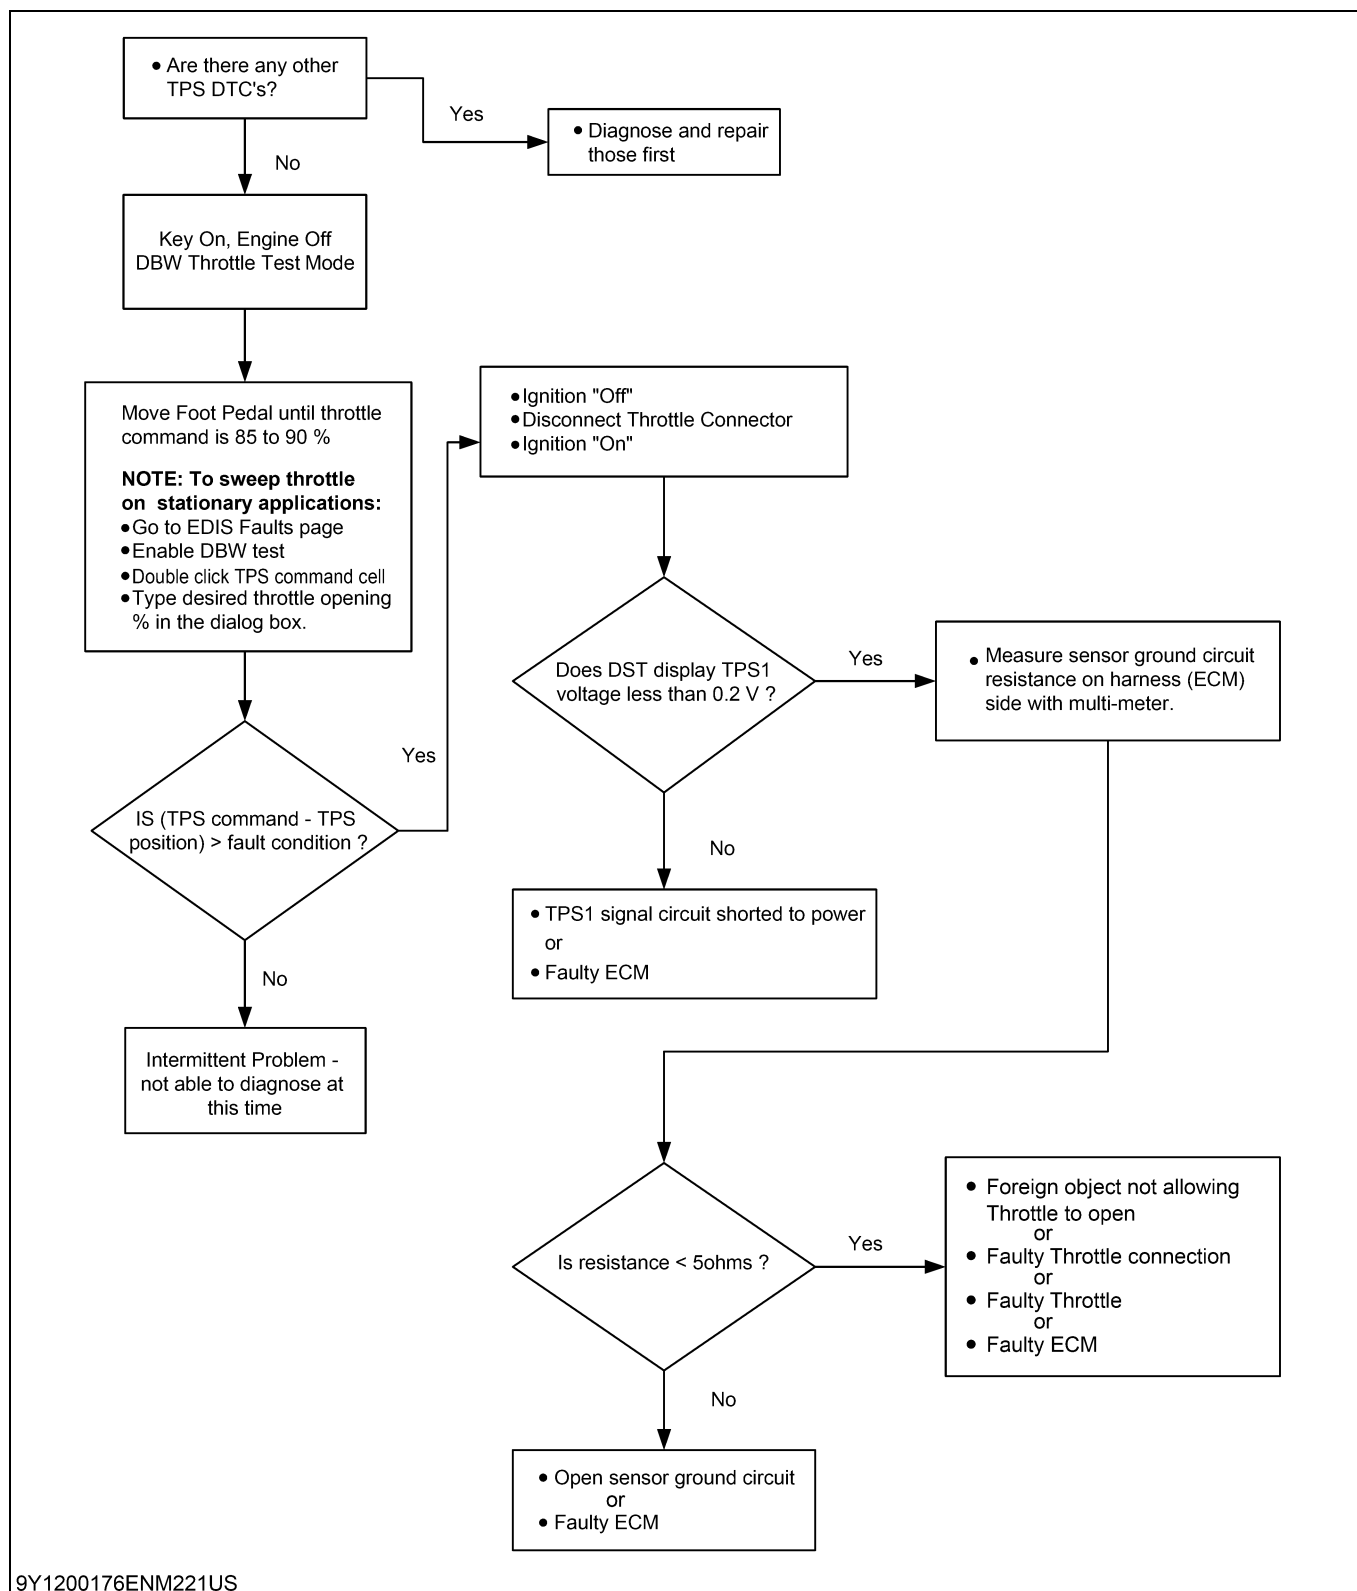 • Are there any other
TPS DTC's?
Yes
• Diagnose and repair
those first
No
Key On, Engine Off
DBW Throttle Test Mode
Move Foot Pedal until throttle
command is 85 to 90 %
NOTE: To sweep throttle
on stationary applications:
• Go to EDIS Faults page
• Enable DBW test
• Double click TPS command cell
• Type desired throttle opening
% in the dialog box.
IS (TPS command - TPS
position) > fault condition ?
Yes
No
Intermittent Problem -
not able to diagnose at
this time
• Ignition "Off"
• Disconnect Throttle Connector
• Ignition "On"
Does DST display TPS1
voltage less than 0.2 V ?
Yes
• Measure sensor ground circuit
resistance on harness (ECM)
side with multi-meter.
No
• TPS1 signal circuit shorted to power
or
• Faulty ECM
Is resistance < 5ohms ?
Yes
• Foreign object not allowing
Throttle to open
or
• Faulty Throttle connection
or
• Faulty Throttle
or
• Faulty ECM
No
• Open sensor ground circuit
or
• Faulty ECM
9Y1200176ENM221US